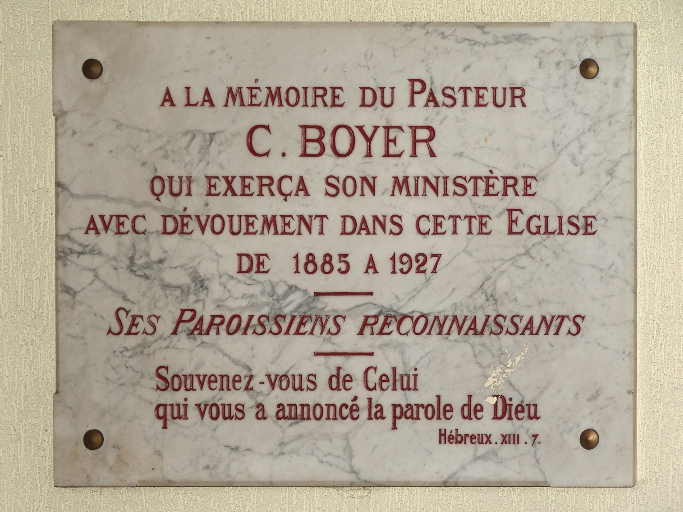 A LA MÉMOIRE DU PASTEUR
C. BOYER
QUI EXERÇA SON MINISTÈRE
AVEC DÉVOUEMENT DANS CETTE EGLISE
DE 1885 A 1927
SES PAROISSIENS RECONNAISSANTS
Souvenez-vous de Celui
qui vous a annoncé la parole de Dieu
Hébreux. XIII. 7.